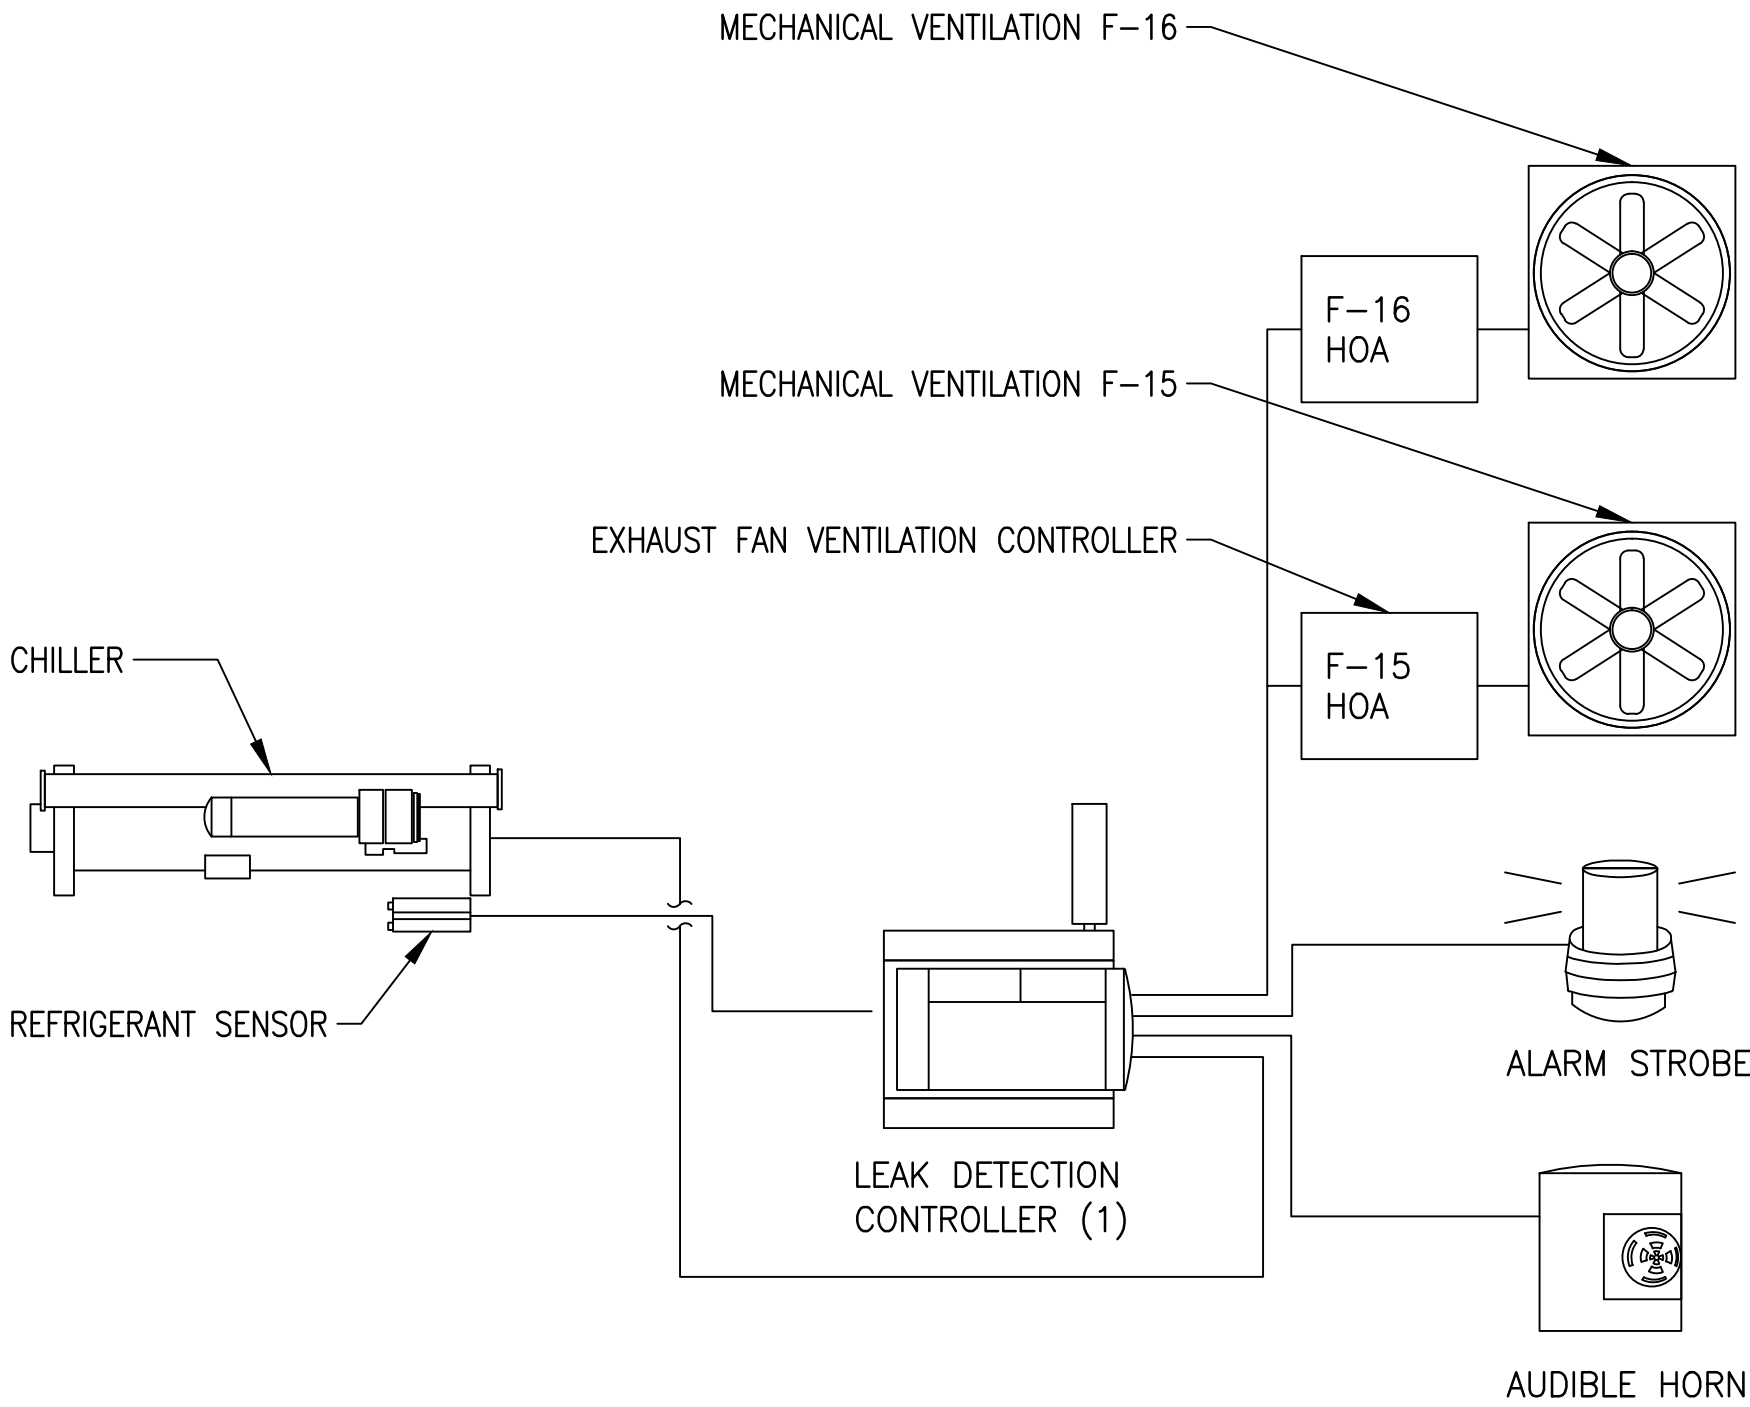 MECHANICAL VENTILATION F-16
F-16
HOA
MECHANICAL VENTILATION F-15
EXHAUST FAN VENTILATION CONTROLLER
F-15
HOA
CHILLER
REFRIGERANT SENSOR
ALARM STROBE
LEAK DETECTION
CONTROLLER (1)
AUDIBLE HORN